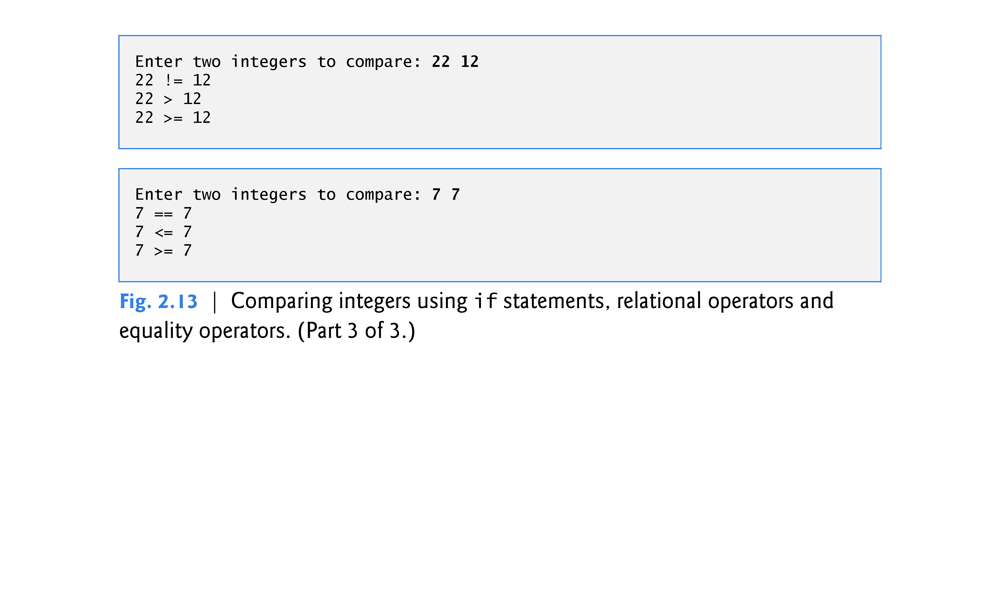 Enter two integers to compare: 22 12
22 != 12
22 > 12
22 >= 12
Enter two integers to compare: 7 7
7 == 7
7 <= 7
7 >= 7
Fig. 2.13 | Comparing integers using if statements, relational operators and
equality operators. (Part 3 of 3.)